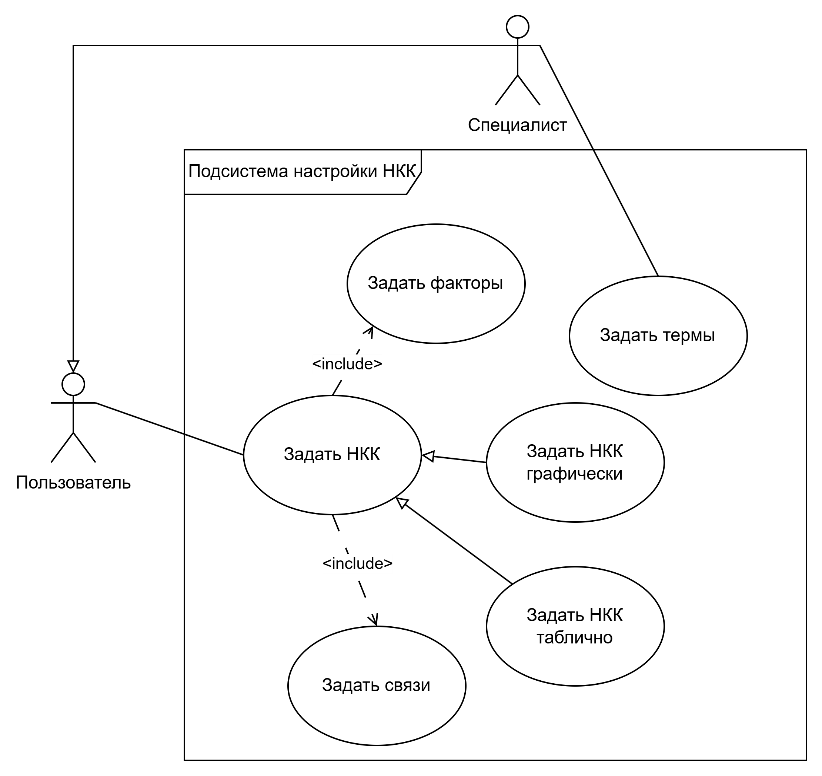 Специалист
Подсистема настройки НКК
Задать факторы
Задать термы
<include>
Задать НКК
Задать НКК
графически
Пользователь
<include>
Задать НКК
таблично
Задать связи